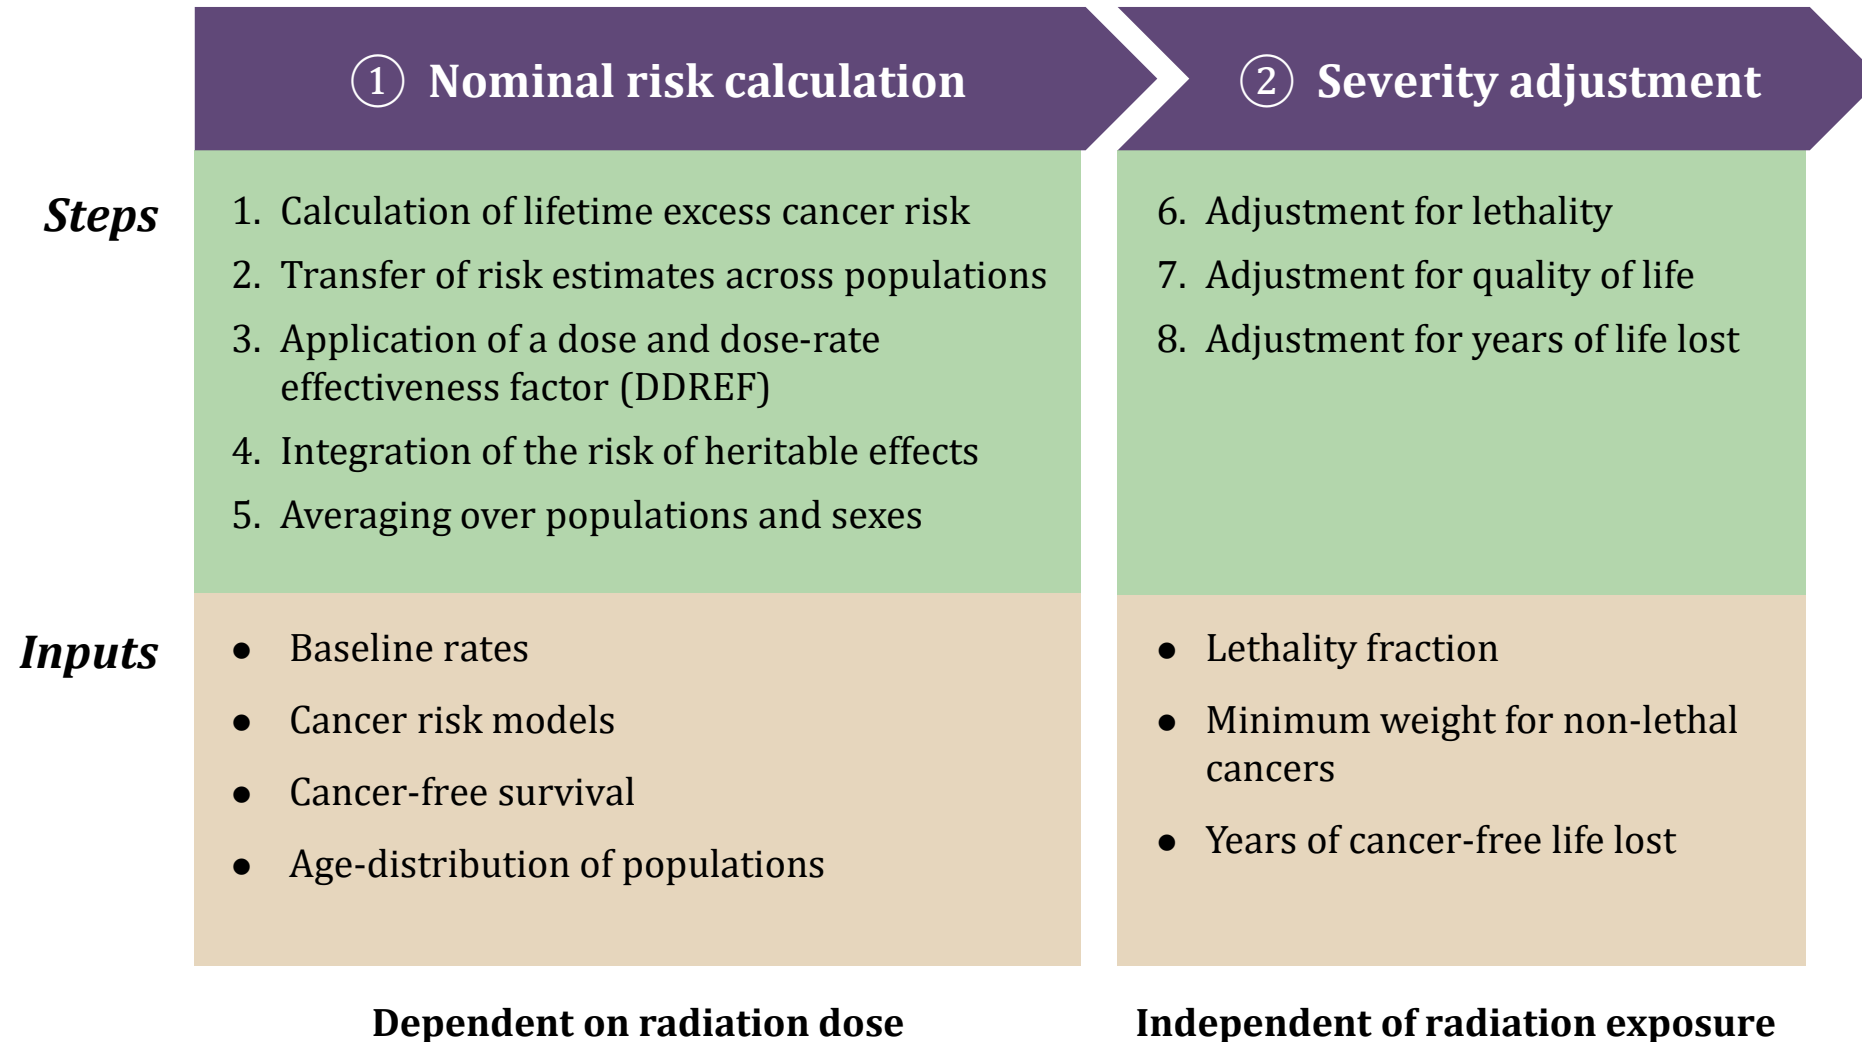 ① Nominal risk calculation
② Severity adjustment
Steps
1. Calculation of lifetime excess cancer risk
2. Transfer of risk estimates across populations
3. Application of a dose and dose-rate
effectiveness factor (DDREF)
4. Integration of the risk of heritable effects
5. Averaging over populations and sexes
6. Adjustment for lethality
7. Adjustment for quality of life
8. Adjustment for years of life lost
Inputs
● Baseline rates
● Cancer risk models
● Cancer-free survival
● Age-distribution of populations
● Lethality fraction
● Minimum weight for non-lethal
cancers
● Years of cancer-free life lost
Dependent on radiation dose
Independent of radiation exposure